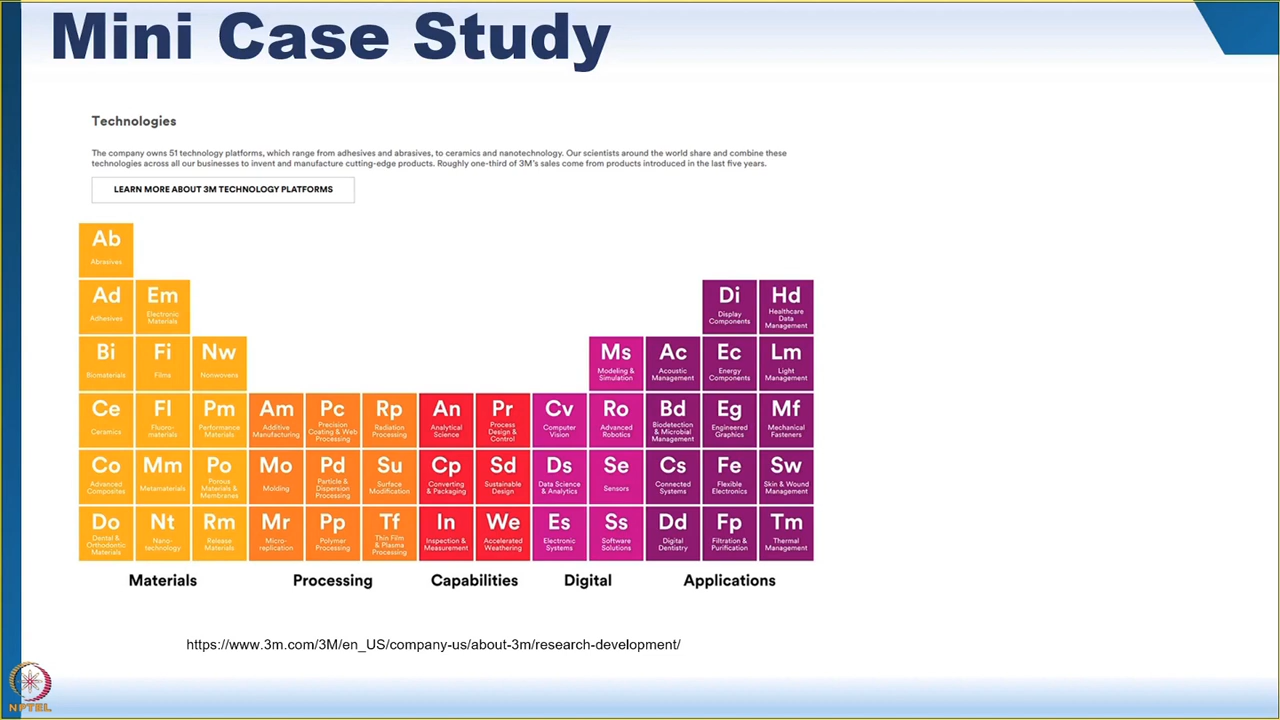 Mini Case Study
Technologies
The company owns 51 technology platforms, which range from adhesives and abrasives, to ceramics and nanotechnology. Our scientists around the world share and combine these
technologies across all our businesses to invent and manufacture cutting-edge products. Roughly one-third of 3M's sales come from products introduced in the last five years.
LEARN MORE ABOUT 3M TECHNOLOGY PLATFORMS
Ab
Abrasives
Ad Em Di Hd
Adhesives Electronic Materials Display Components Healthcare Data Management
Bi Fi Nw Ms Ac Ec Lm
Biomaterials Films Nonwovens Modeling & Simulation Acoustic Management Energy Components Light Management
Ce Fl Pm Am Pc Rp An Pr Cv Ro Bd Eg Mf
Ceramics Fluoro-materials Performance Materials Additive Manufacturing Precision Coating & Web Processing Radiation Processing Analytical Science Process Design & Control Computer Vision Advanced Robotics Biodetection & Microbial Management Engineered Graphics Mechanical Fasteners
Co Mm Po Mo Pd Su Cp Sd Ds Se Cs Fe Sw
Advanced Composites Metamaterials Porous Materials & Membranes Molding Particle & Dispersion Processing Surface Modification Converting & Packaging Sustainable Design Data Science & Analytics Sensors Connected Systems Flexible Electronics Skin & Wound Management
Do Nt Rm Mr Pp Tf In We Es Ss Dd Fp Tm
Dental & Orthodontic Materials Nano-technology Release Materials Micro-replication Polymer Processing Thin Film & Plasma Processing Inspection & Measurement Accelerated Weathering Electronic Systems Software Solutions Digital Dentistry Filtration & Purification Thermal Management
Materials Processing Capabilities Digital Applications
https://www.3m.com/3M/en_US/company-us/about-3m/research-development/
NPTEL